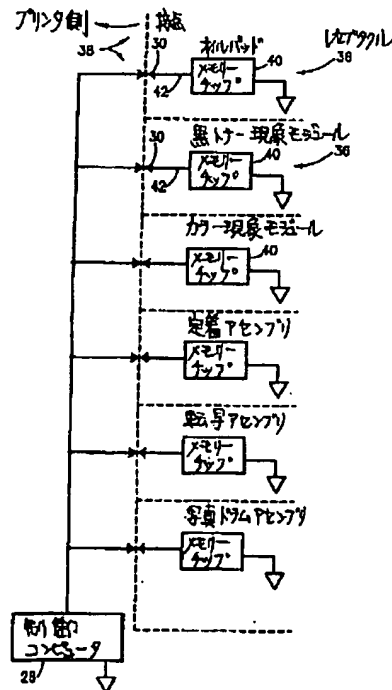 プリンタ側
接点
レセプタクル
38
30
オイルパッド
40
36
メモリー
チップ
42
黒トナー現像モジュール
30
40
36
メモリー
チップ
42
カラー現像モジュール
40
メモリー
チップ
定着アセンブリ
メモリー
チップ
転写アセンブリ
メモリー
チップ
写真ドラムアセンブリ
メモリー
チップ
制御
コンピュータ
28